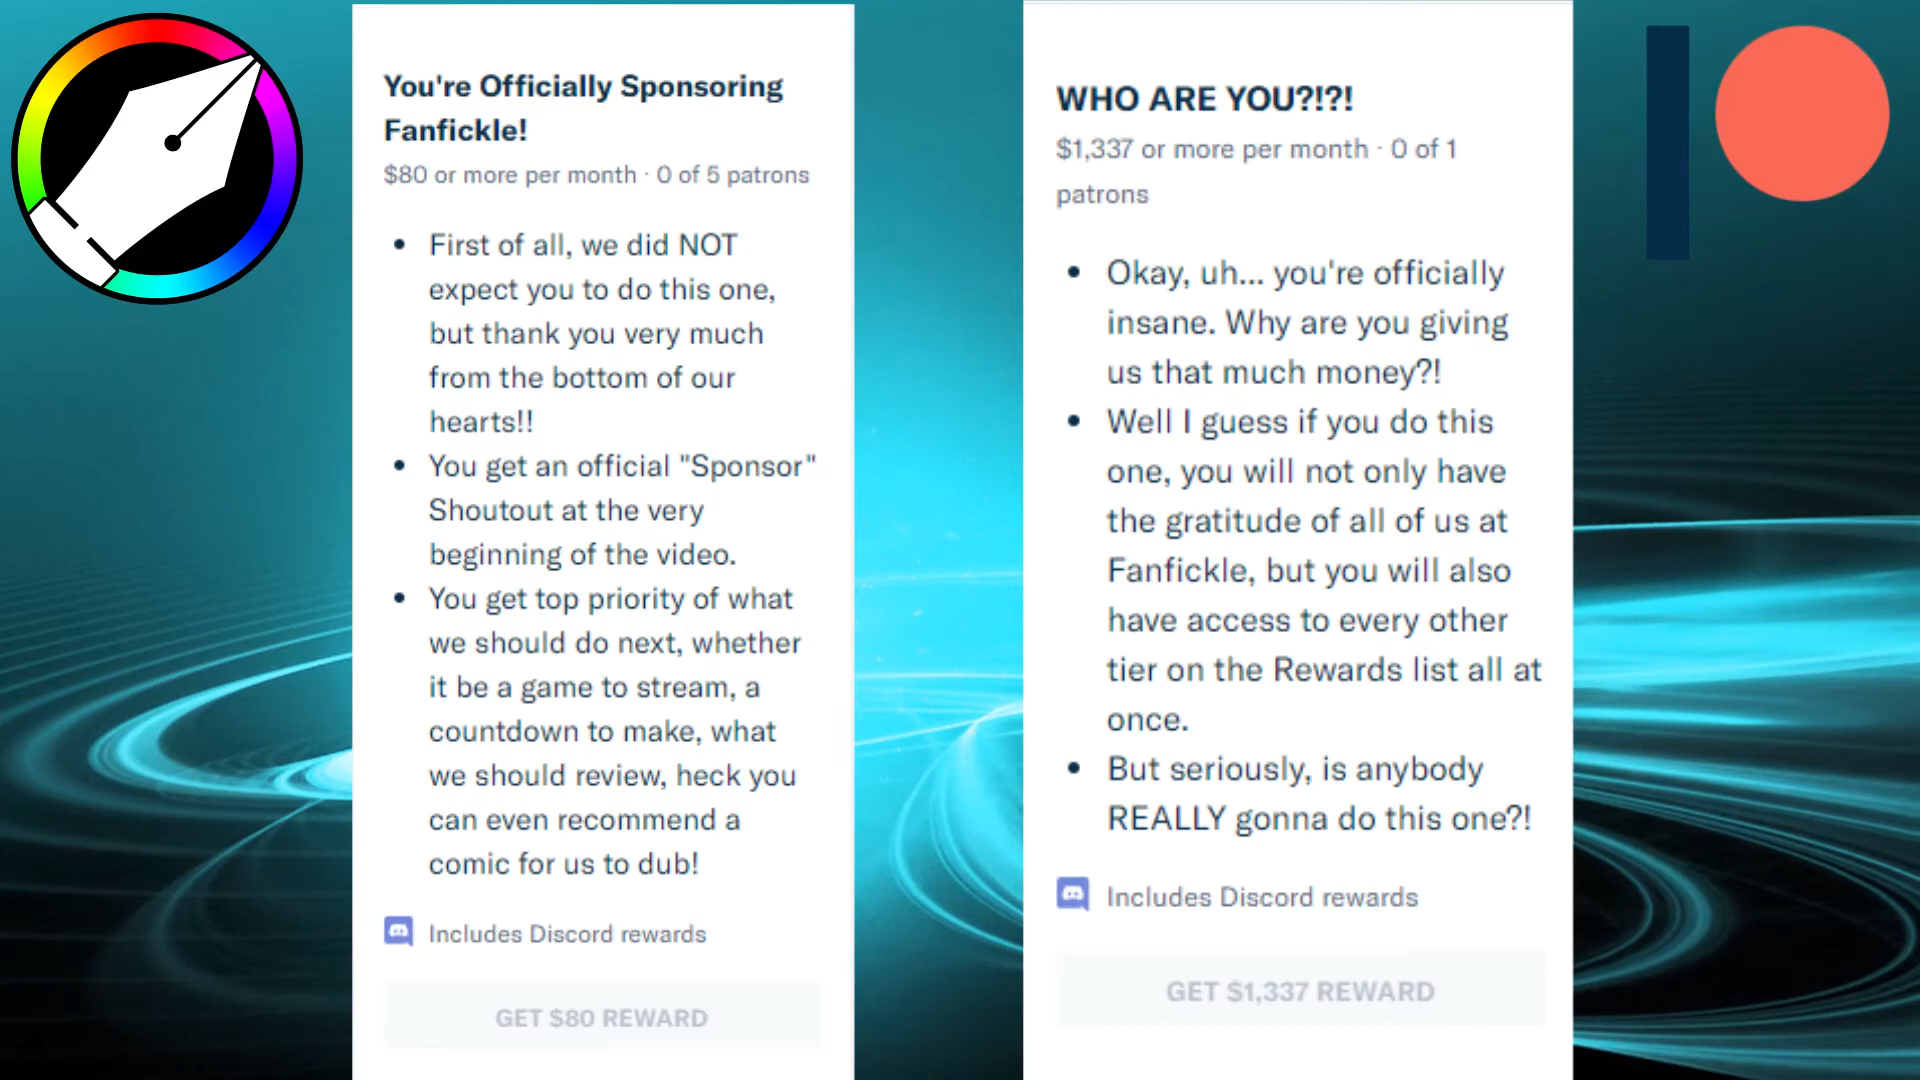 You're Officially Sponsoring
Fanfickle!
$80 or more per month · 0 of 5 patrons
• First of all, we did NOT
expect you to do this one,
but thank you very much
from the bottom of our
hearts!!
• You get an official "Sponsor"
Shoutout at the very
beginning of the video.
• You get top priority of what
we should do next, whether
it be a game to stream, a
countdown to make, what
we should review, heck you
can even recommend a
comic for us to dub!
Includes Discord rewards
GET $80 REWARD
WHO ARE YOU?!?!
$1,337 or more per month · 0 of 1
patrons
• Okay, uh... you're officially
insane. Why are you giving
us that much money?!
• Well I guess if you do this
one, you will not only have
the gratitude of all of us at
Fanfickle, but you will also
have access to every other
tier on the Rewards list all at
once.
• But seriously, is anybody
REALLY gonna do this one?!
Includes Discord rewards
GET $1,337 REWARD